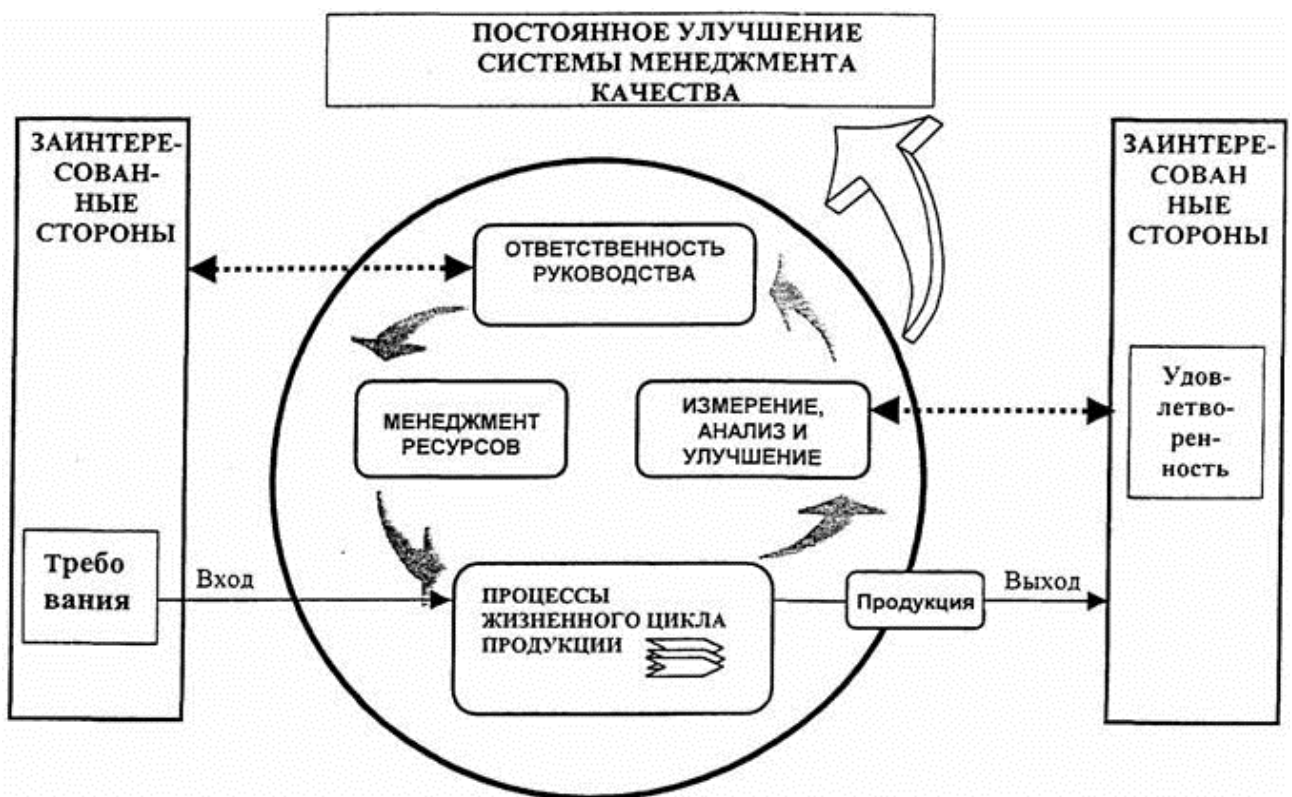 ПОСТОЯННОЕ УЛУЧШЕНИЕ
СИСТЕМЫ МЕНЕДЖМЕНТА
КАЧЕСТВА
ЗАИНТЕРЕ-
СОВАН-
НЫЕ
СТОРОНЫ
ЗАИНТЕРЕ-
СОВАН
НЫЕ
СТОРОНЫ
ОТВЕТСТВЕННОСТЬ
РУКОВОДСТВА
МЕНЕДЖМЕНТ
РЕСУРСОВ
ИЗМЕРЕНИЕ,
АНАЛИЗ И
УЛУЧШЕНИЕ
Удов-
летво-
рен-
ность
Требо
вания
Вход
ПРОЦЕССЫ
ЖИЗНЕННОГО ЦИКЛА
ПРОДУКЦИИ
Продукция
Выход